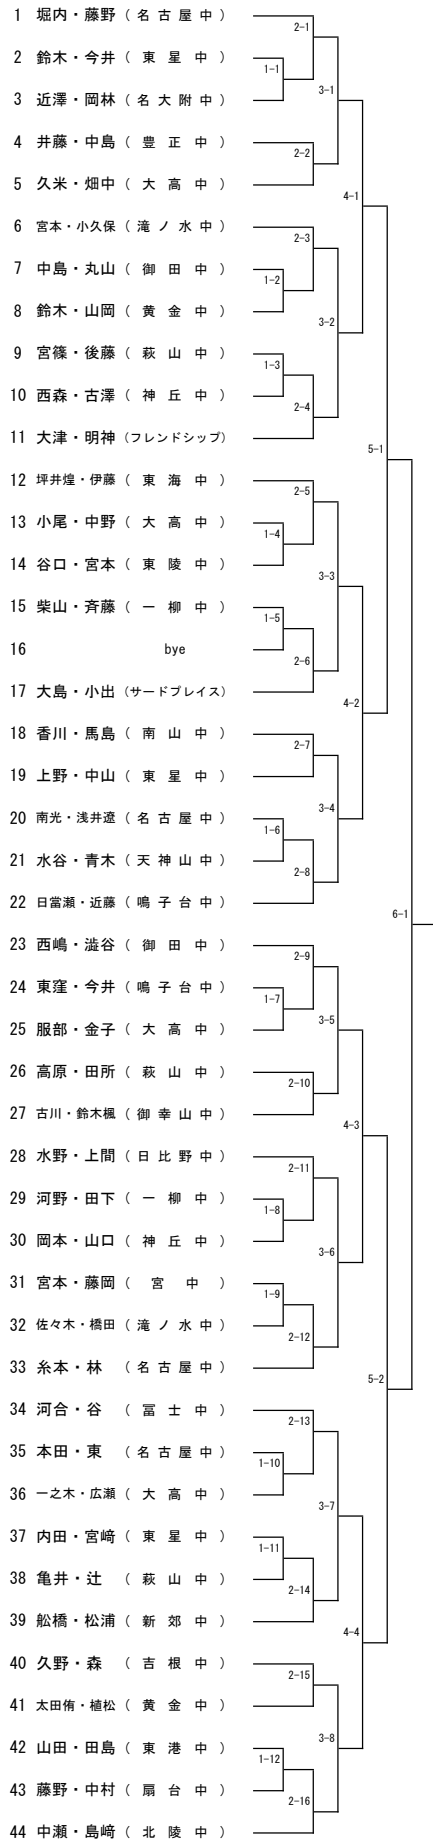 1 堀内・藤野 (名古屋中)
2-1
2 鈴木・今井 (東星中)
1-1
3 近澤・岡林 (名大附中)
3-1
4 井藤・中島 (豊正中)
2-2
5 久米・畑中 (大高中)
4-1
6 宮本・小久保 (滝ノ水中)
2-3
7 中島・丸山 (御田中)
1-2
8 鈴木・山岡 (黄金中)
3-2
9 宮篠・後藤 (萩山中)
1-3
10 西森・古澤 (神丘中)
2-4
11 大津・明神 (フレンドシップ)
5-1
12 坪井煌・伊藤 (東海中)
2-5
13 小尾・中野 (大高中)
1-4
14 谷口・宮本 (東陵中)
3-3
15 柴山・斉藤 (一柳中)
1-5
16 bye
2-6
17 大島・小出 (サードプレイス)
4-2
18 香川・馬島 (南山中)
2-7
19 上野・中山 (東星中)
3-4
20 南光・浅井遼 (名古屋中)
1-6
21 水谷・青木 (天神山中)
2-8
22 日當瀬・近藤 (鳴子台中)
6-1
23 西嶋・澁谷 (御田中)
2-9
24 東窪・今井 (鳴子台中)
1-7
25 服部・金子 (大高中)
3-5
26 高原・田所 (萩山中)
2-10
27 古川・鈴木楓 (御幸山中)
4-3
28 水野・上間 (日比野中)
2-11
29 河野・田下 (一柳中)
1-8
30 岡本・山口 (神丘中)
3-6
31 宮本・藤岡 (宮中)
1-9
32 佐々木・橋田 (滝ノ水中)
2-12
33 糸本・林 (名古屋中)
5-2
34 河合・谷 (冨士中)
2-13
35 本田・東 (名古屋中)
1-10
36 一之木・広瀬 (大高中)
3-7
37 内田・宮﨑 (東星中)
1-11
38 亀井・辻 (萩山中)
2-14
39 舩橋・松浦 (新郊中)
4-4
40 久野・森 (吉根中)
2-15
41 太田侑・植松 (黄金中)
3-8
42 山田・田島 (東港中)
1-12
43 藤野・中村 (扇台中)
2-16
44 中瀬・島﨑 (北陵中)